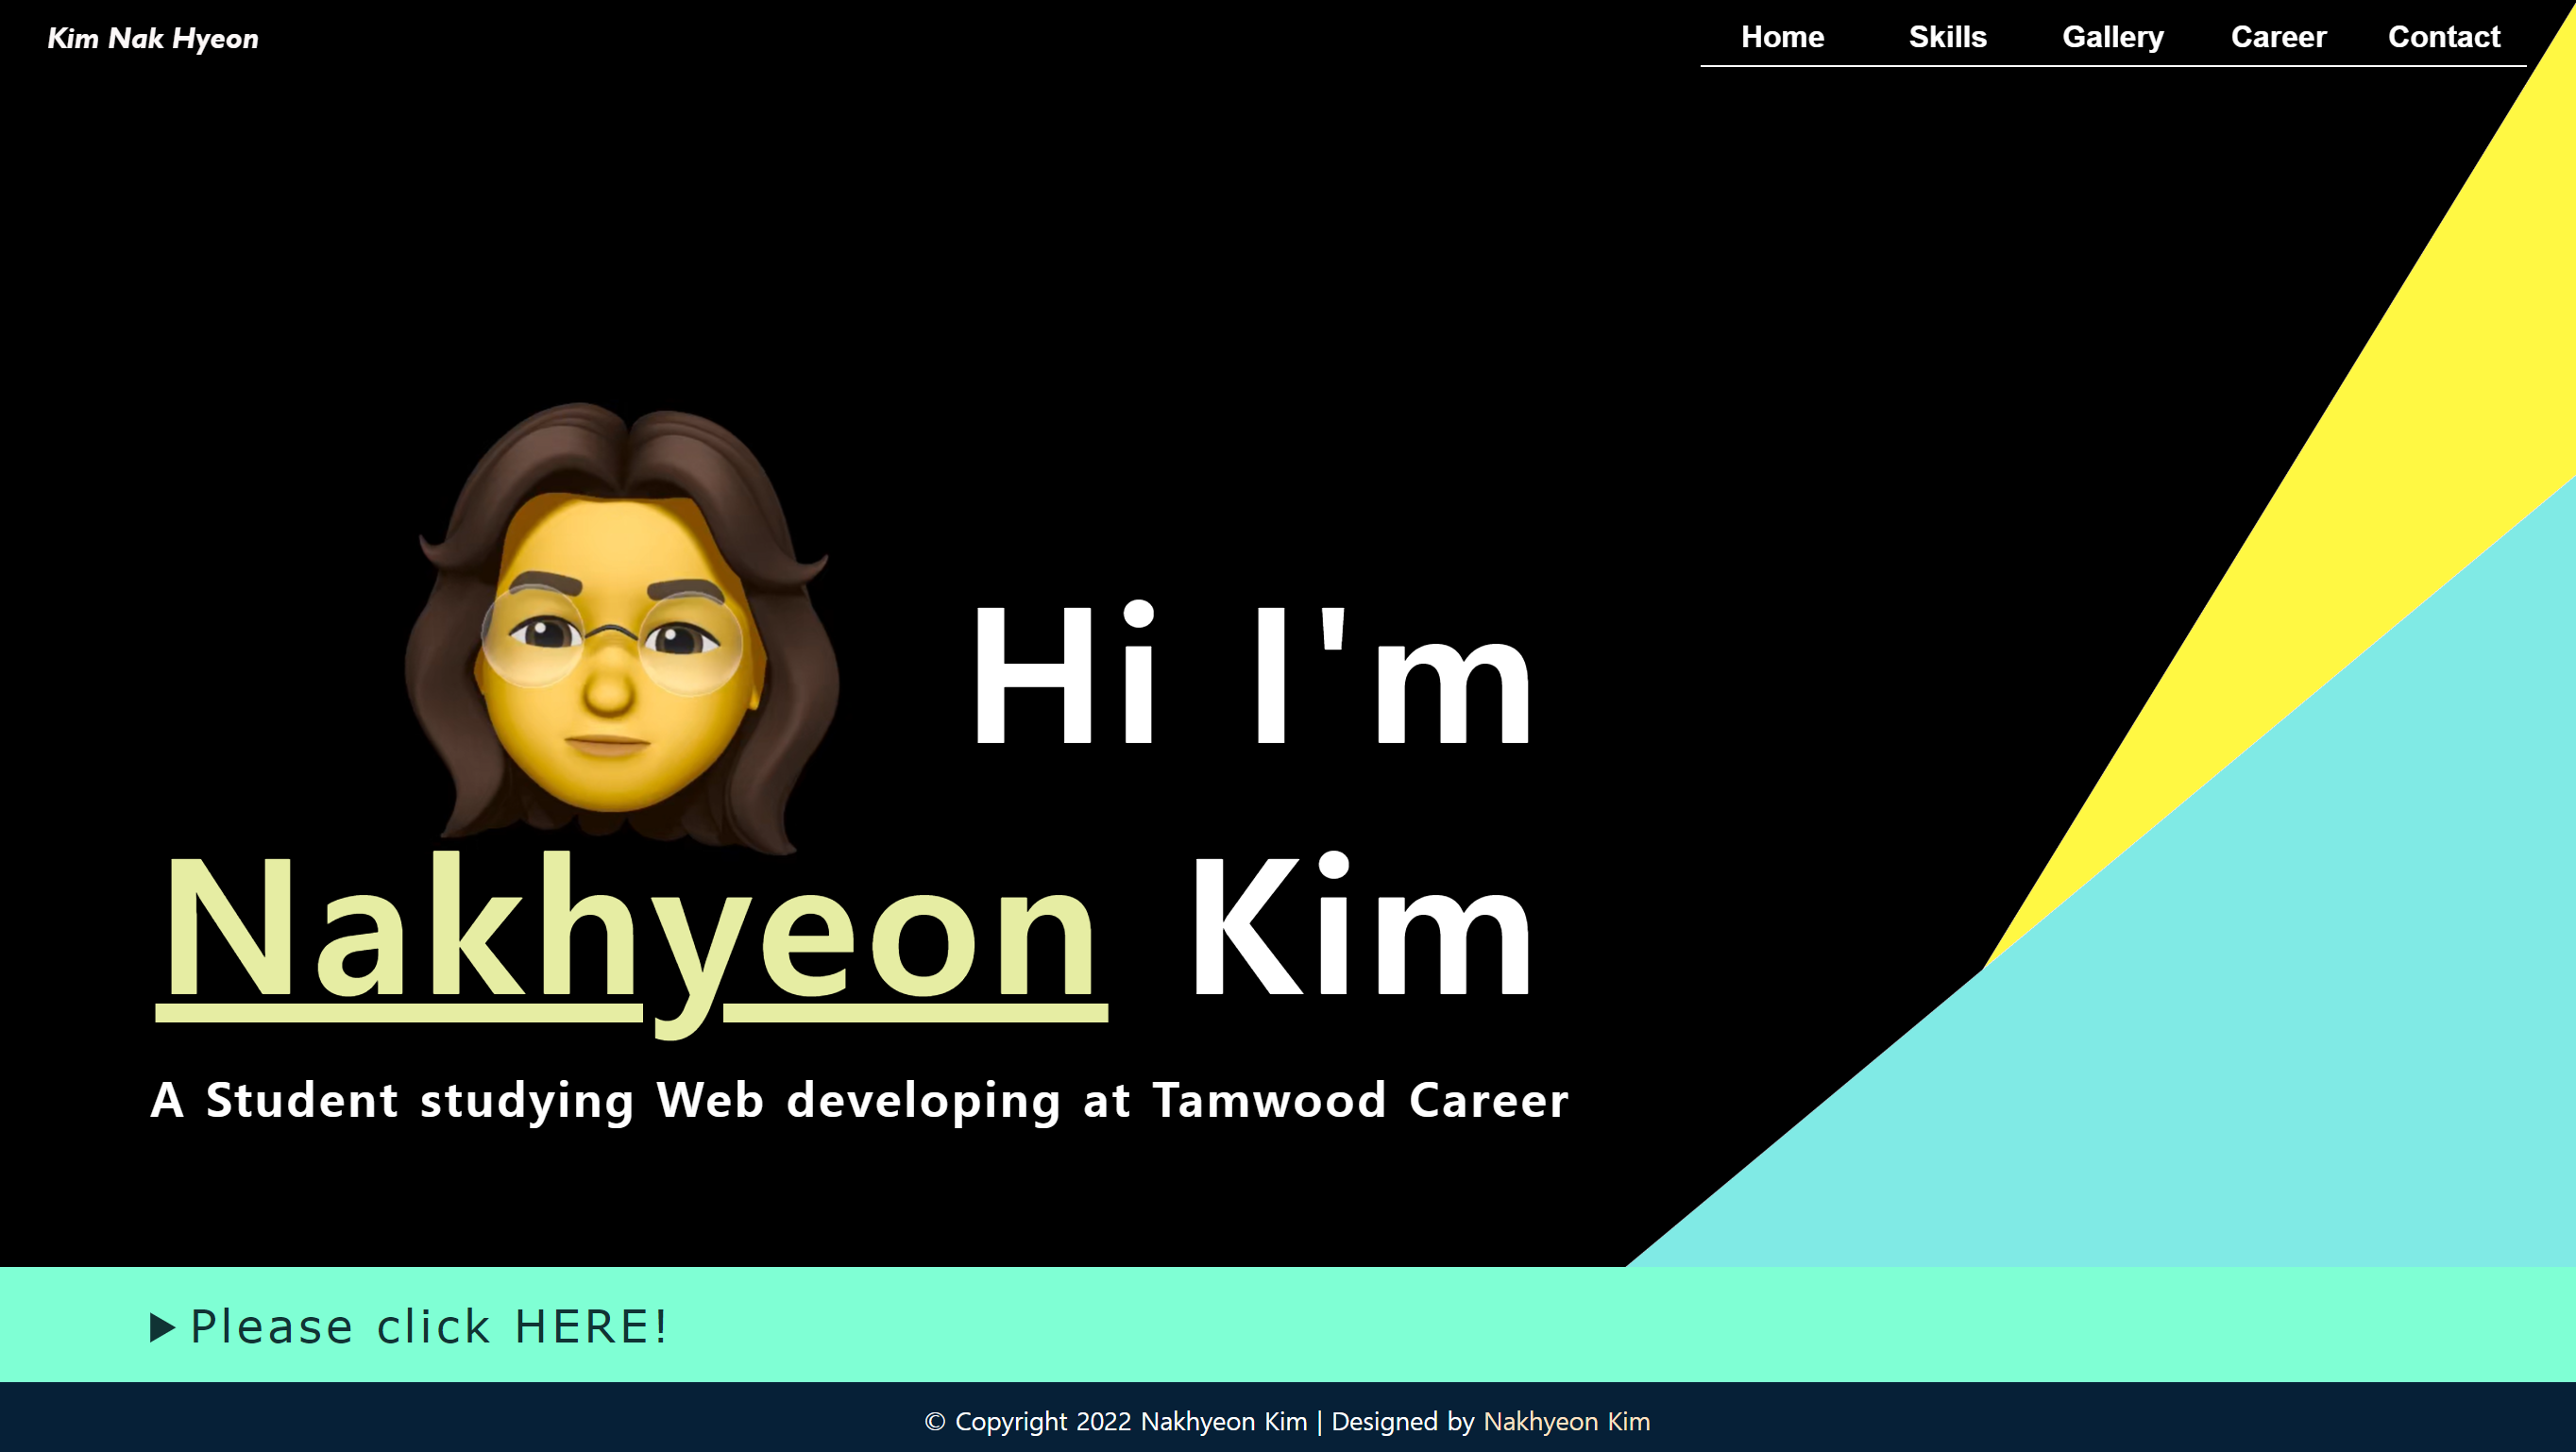 Kim Nak Hyeon
Home Skills Gallery Career Contact
Hi I'm
Nakhyeon Kim
A Student studying Web developing at Tamwood Career
▶ Please click HERE!
© Copyright 2022 Nakhyeon Kim | Designed by Nakhyeon Kim